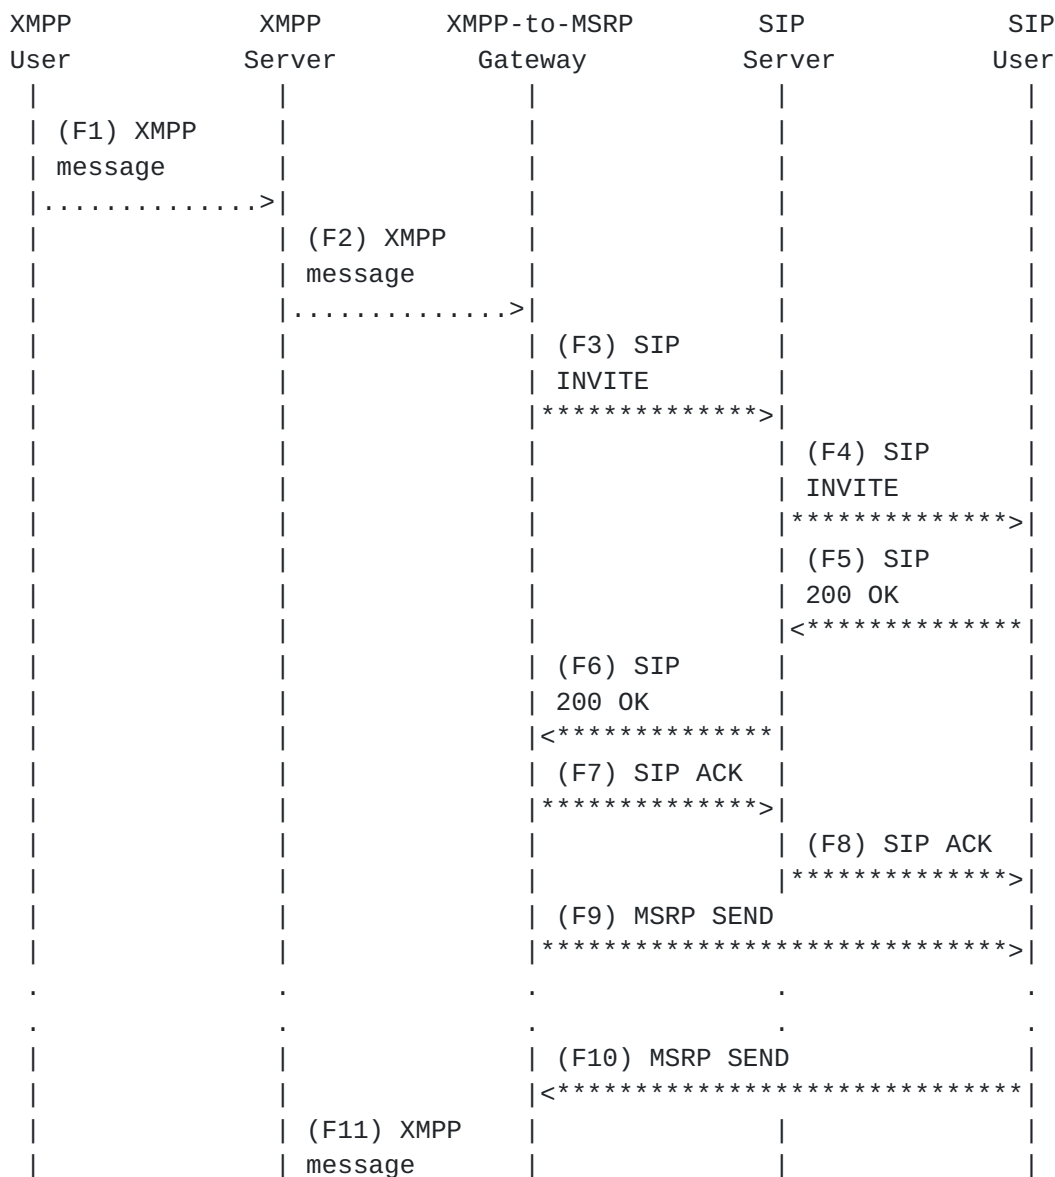 XMPP            XMPP       XMPP-to-MSRP        SIP             SIP
User           Server         Gateway          Server          User
 |               |               |               |               |
 | (F1) XMPP     |               |               |               |
 | message       |               |               |               |
 |..............>|               |               |               |
 |               | (F2) XMPP     |               |               |
 |               | message       |               |               |
 |               |..............>|               |               |
 |               |               | (F3) SIP      |               |
 |               |               | INVITE        |               |
 |               |               |**************>|               |
 |               |               |               | (F4) SIP      |
 |               |               |               | INVITE        |
 |               |               |               |**************>|
 |               |               |               | (F5) SIP      |
 |               |               |               | 200 OK        |
 |               |               |               |<**************|
 |               |               | (F6) SIP      |               |
 |               |               | 200 OK        |               |
 |               |               |<**************|               |
 |               |               | (F7) SIP ACK  |               |
 |               |               |**************>|               |
 |               |               |               | (F8) SIP ACK  |
 |               |               |               |**************>|
 |               |               | (F9) MSRP SEND                |
 |               |               |******************************>|
 .               .               .               .               .
 .               .               .               .               .
 |               |               | (F10) MSRP SEND               |
 |               |               |<******************************|
 |               | (F11) XMPP    |               |               |
 |               | message       |               |               |